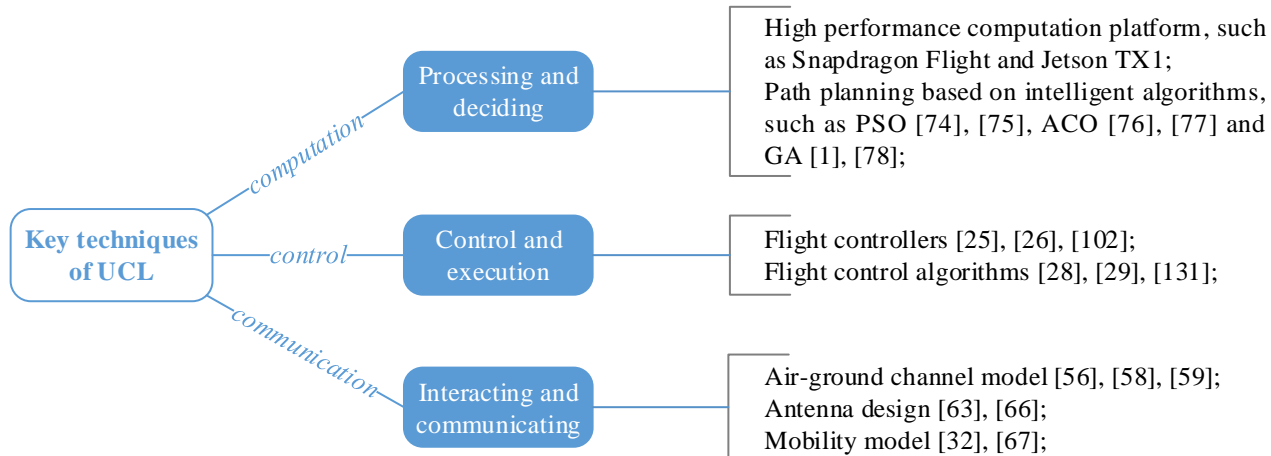 Key techniques
of UCL
computation
Processing and
deciding
High performance computation platform, such
as Snapdragon Flight and Jetson TX1;
Path planning based on intelligent algorithms,
such as PSO [74], [75], ACO [76], [77] and
GA [1], [78];
control
Control and
execution
Flight controllers [25], [26], [102];
Flight control algorithms [28], [29], [131];
communication
Interacting and
communicating
Air-ground channel model [56], [58], [59];
Antenna design [63], [66];
Mobility model [32], [67];